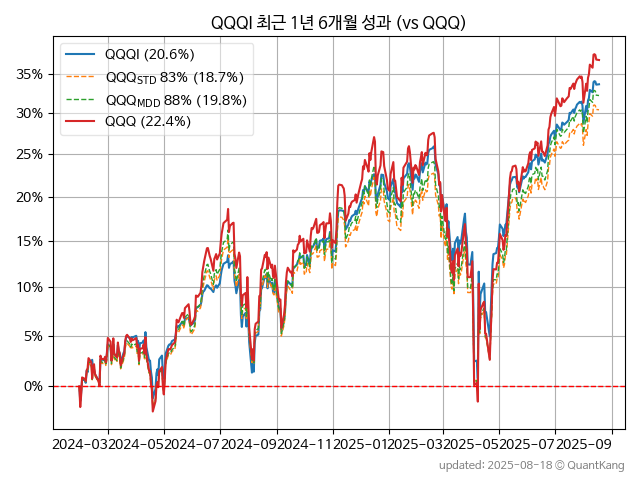 QQQI 최근 1년 6개월 성과 (vs QQQ)
QQQI (20.6%)
QQQSTD 83% (18.7%)
QQQMDD 88% (19.8%)
QQQ (22.4%)
35%
30%
25%
20%
15%
10%
5%
0%
2024-03 2024-05 2024-07 2024-09 2024-11 2025-01 2025-03 2025-05 2025-07 2025-09
updated: 2025-08-18 © QuantKang